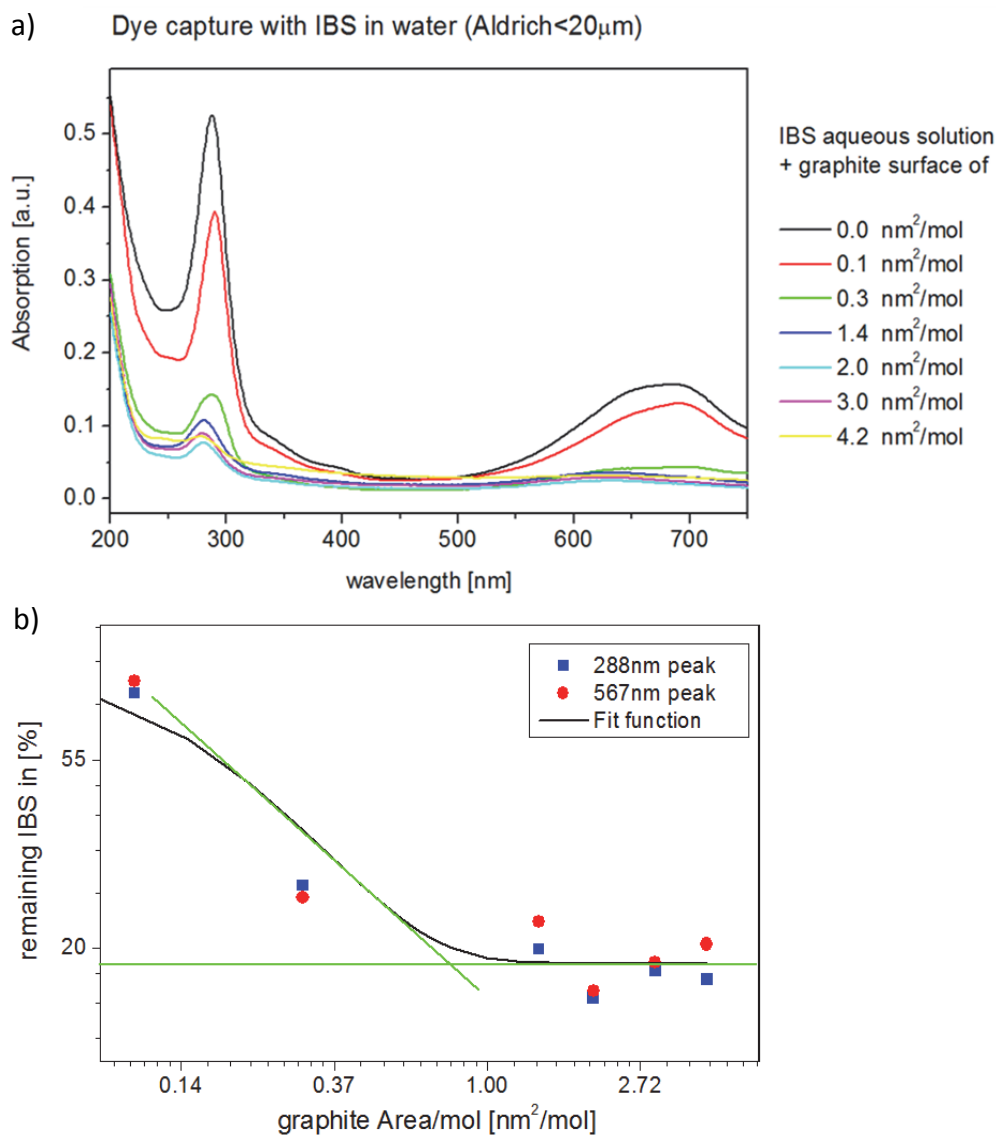 a)
Dye capture with IBS in water (Aldrich<20μm)
Absorption [a.u.]
0.5
0.4
0.3
0.2
0.1
0.0
200 300 400 500 600 700
wavelength [nm]
IBS aqueous solution
+ graphite surface of
0.0 nm²/mol
0.1 nm²/mol
0.3 nm²/mol
1.4 nm²/mol
2.0 nm²/mol
3.0 nm²/mol
4.2 nm²/mol
b)
remaining IBS in [%]
288nm peak
567nm peak
Fit function
55
20
0.14 0.37 1.00 2.72
graphite Area/mol [nm²/mol]